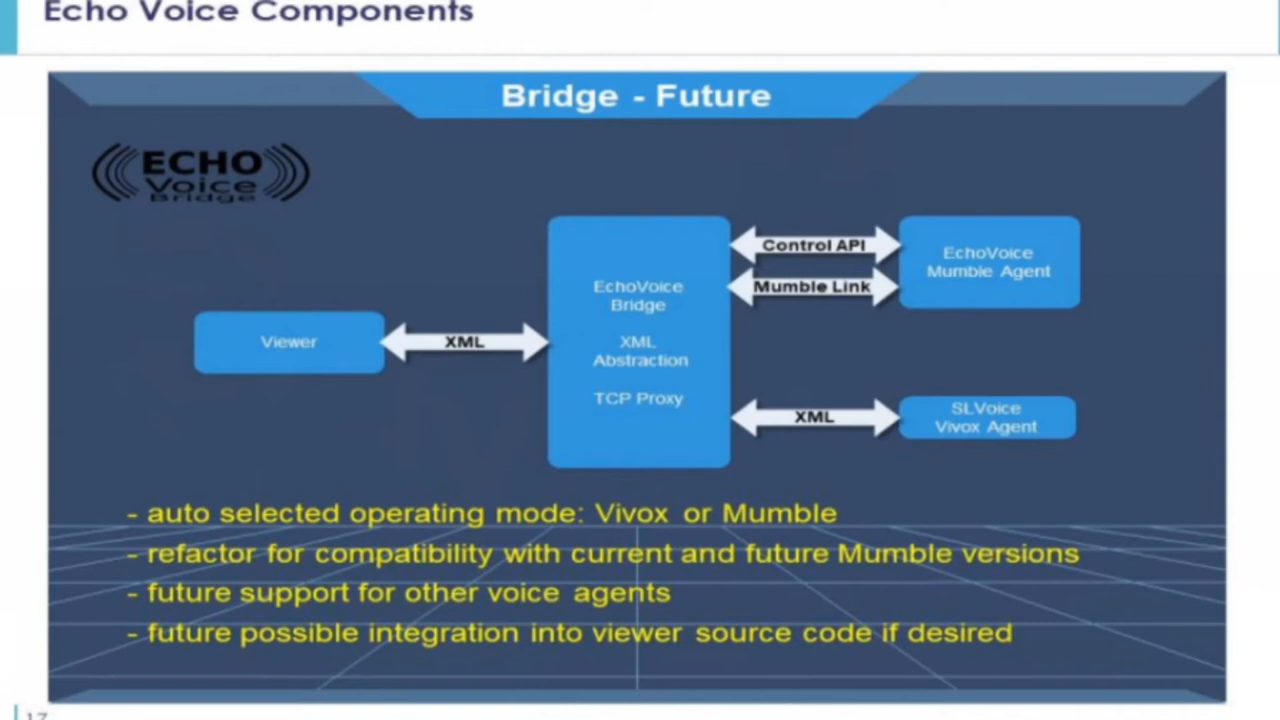 Echo Voice Components
Bridge - Future
ECHO
Voice
Bridge
Viewer
XML
EchoVoice
Bridge
XML
Abstraction
TCP Proxy
Control API
Mumble Link
EchoVoice
Mumble Agent
XML
SLVoice
Vivox Agent
- auto selected operating mode: Vivox or Mumble
- refactor for compatibility with current and future Mumble versions
- future support for other voice agents
- future possible integration into viewer source code if desired
17